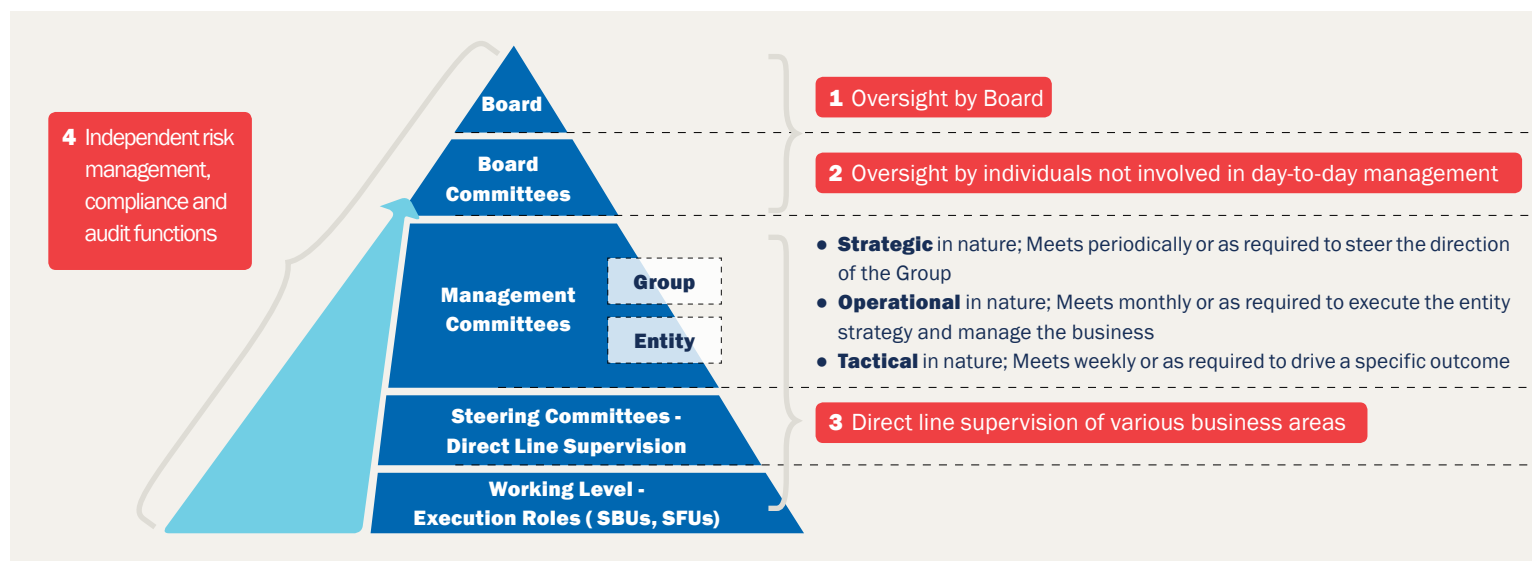 4 Independent risk
management,
compliance and
audit functions
Board
Board
Committees
Management
Committees
Group
Entity
Steering Committees -
Direct Line Supervision
Working Level -
Execution Roles ( SBUs, SFUs)
1 Oversight by Board
2 Oversight by individuals not involved in day-to-day management
● Strategic in nature; Meets periodically or as required to steer the direction
of the Group
● Operational in nature; Meets monthly or as required to execute the entity
strategy and manage the business
● Tactical in nature; Meets weekly or as required to drive a specific outcome
3 Direct line supervision of various business areas